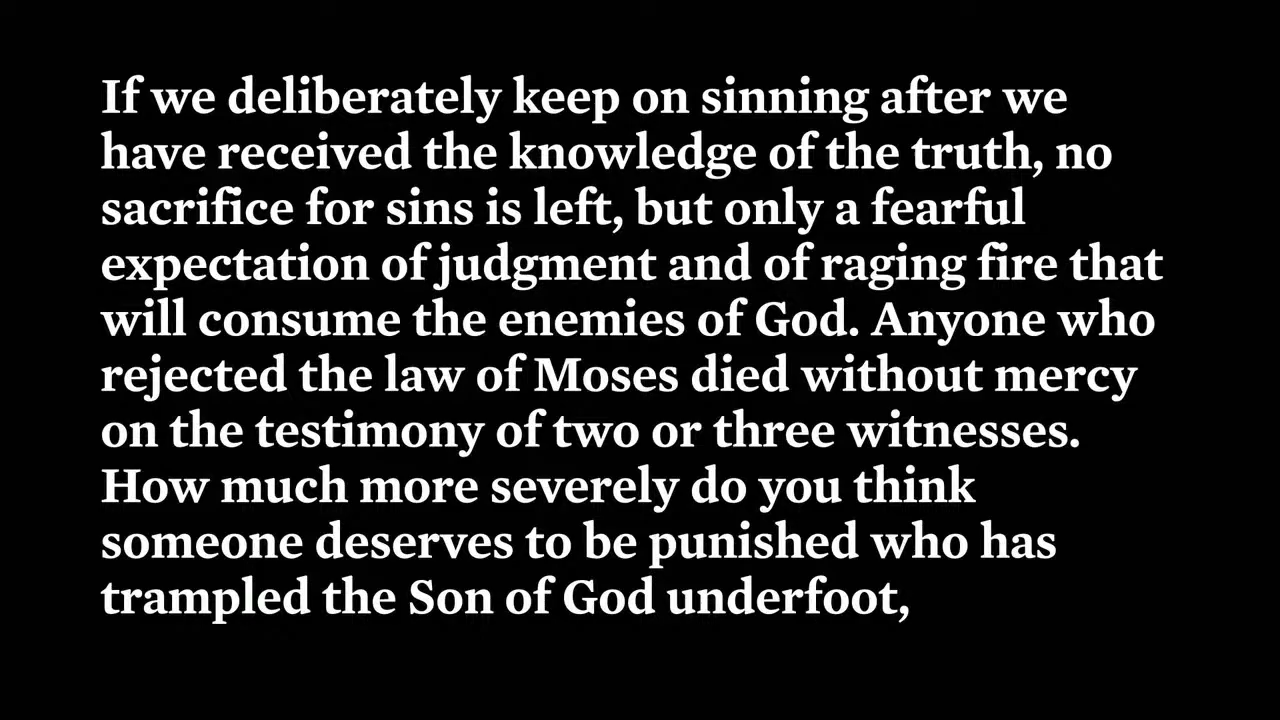 If we deliberately keep on sinning after we
have received the knowledge of the truth, no
sacrifice for sins is left, but only a fearful
expectation of judgment and of raging fire that
will consume the enemies of God. Anyone who
rejected the law of Moses died without mercy
on the testimony of two or three witnesses.
How much more severely do you think
someone deserves to be punished who has
trampled the Son of God underfoot,